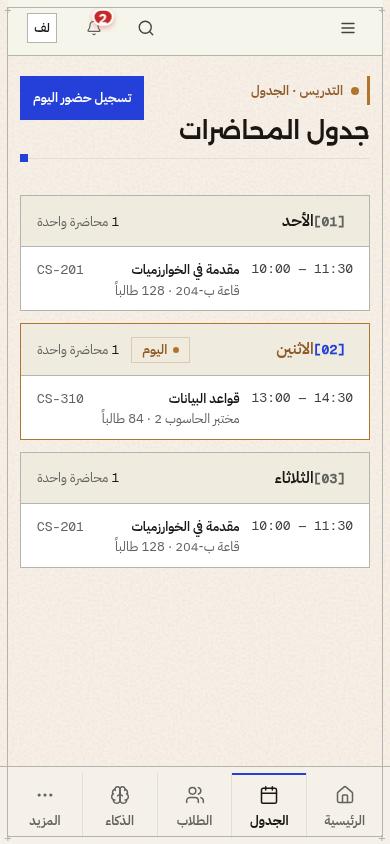 2
لف
التدريس · الجدول
تسجيل حضور اليوم
جدول المحاضرات
[01] الأحد
1 محاضرة واحدة
10:00 – 11:30
مقدمة في الخوارزميات
CS-201
قاعة ب-204 · 128 طالباً
[02] الاثنين
اليوم
1 محاضرة واحدة
13:00 – 14:30
قواعد البيانات
CS-310
مختبر الحاسوب 2 · 84 طالباً
[03] الثلاثاء
1 محاضرة واحدة
10:00 – 11:30
مقدمة في الخوارزميات
CS-201
قاعة ب-204 · 128 طالباً
الرئيسية
الجدول
الطلاب
الذكاء
المزيد